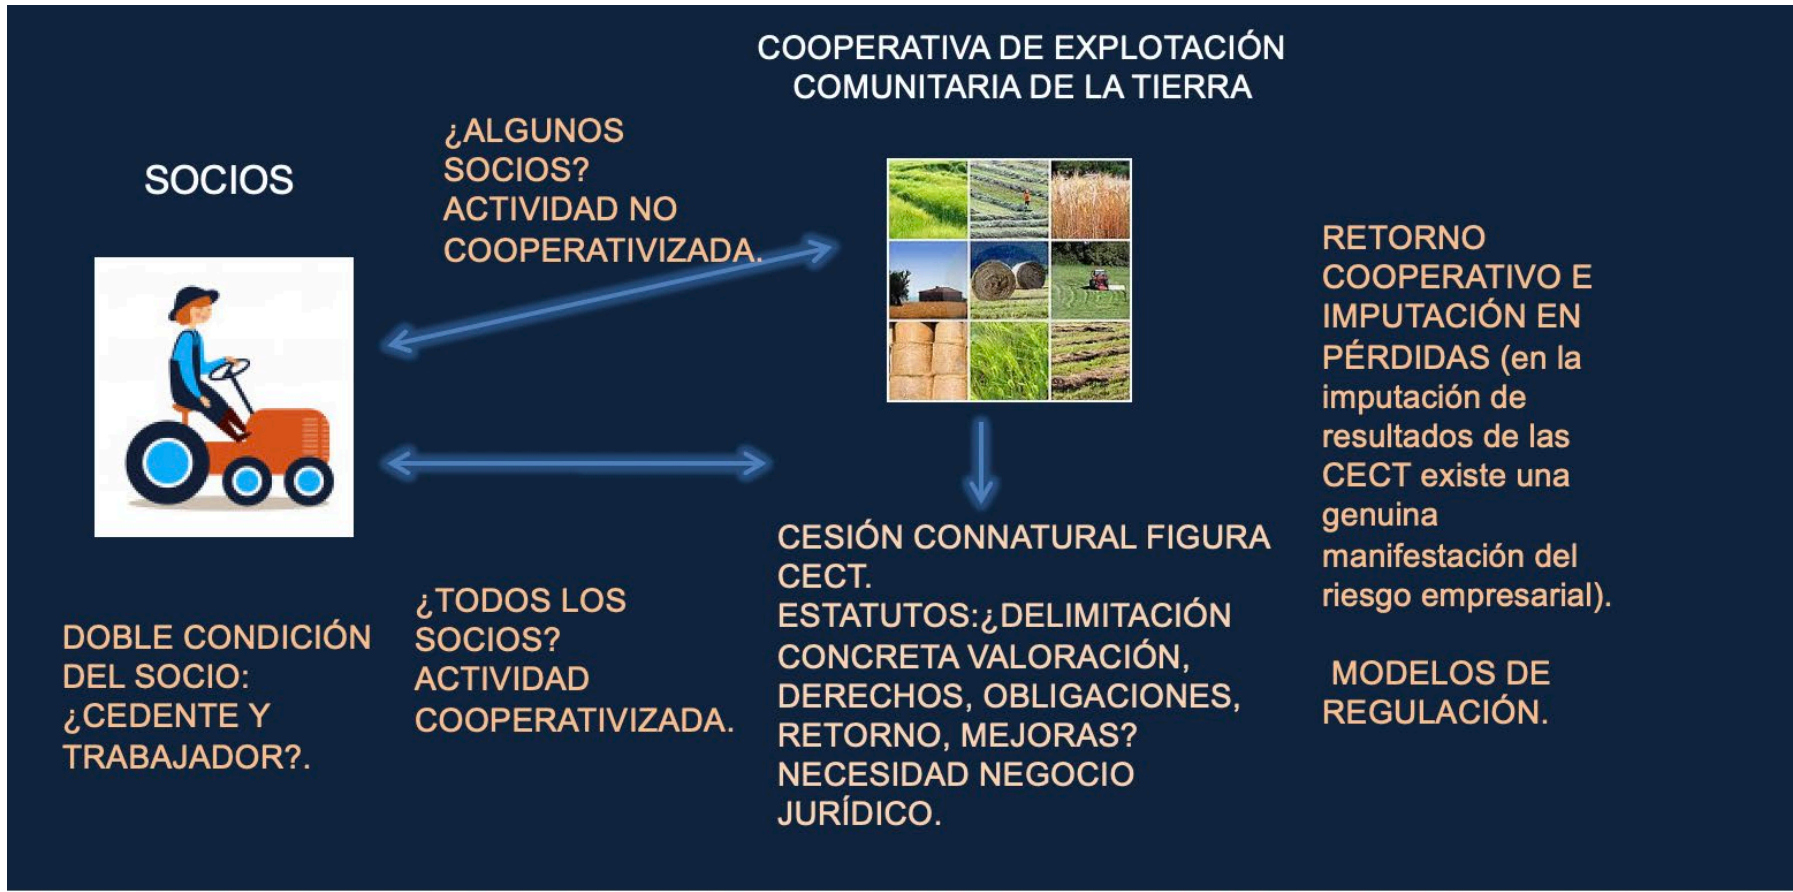 COOPERATIVA DE EXPLOTACIÓN
COMUNITARIA DE LA TIERRA
SOCIOS
¿ALGUNOS
SOCIOS?
ACTIVIDAD NO
COOPERATIVIZADA.
DOBLE CONDICIÓN
DEL SOCIO:
¿CEDENTE Y
TRABAJADOR?.
¿TODOS LOS
SOCIOS?
ACTIVIDAD
COOPERATIVIZADA.
CESIÓN CONNATURAL FIGURA
CECT.
ESTATUTOS:¿DELIMITACIÓN
CONCRETA VALORACIÓN,
DERECHOS, OBLIGACIONES,
RETORNO, MEJORAS?
NECESIDAD NEGOCIO
JURÍDICO.
RETORNO
COOPERATIVO E
IMPUTACIÓN EN
PÉRDIDAS (en la
imputación de
resultados de las
CECT existe una
genuina
manifestación del
riesgo empresarial).
MODELOS DE
REGULACIÓN.